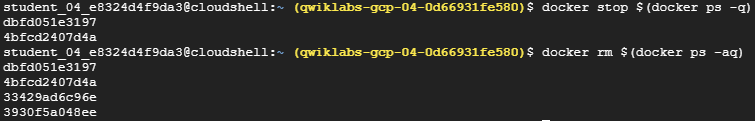 student_04_e8324d4f9da3@cloudshell:~ (qwiklabs-gcp-04-0d66931fe580)$ docker stop $(docker ps -q)
dbfd051e3197
4bfcd2407d4a
student_04_e8324d4f9da3@cloudshell:~ (qwiklabs-gcp-04-0d66931fe580)$ docker rm $(docker ps -aq)
dbfd051e3197
4bfcd2407d4a
33429ad6c96e
3930f5a048ee